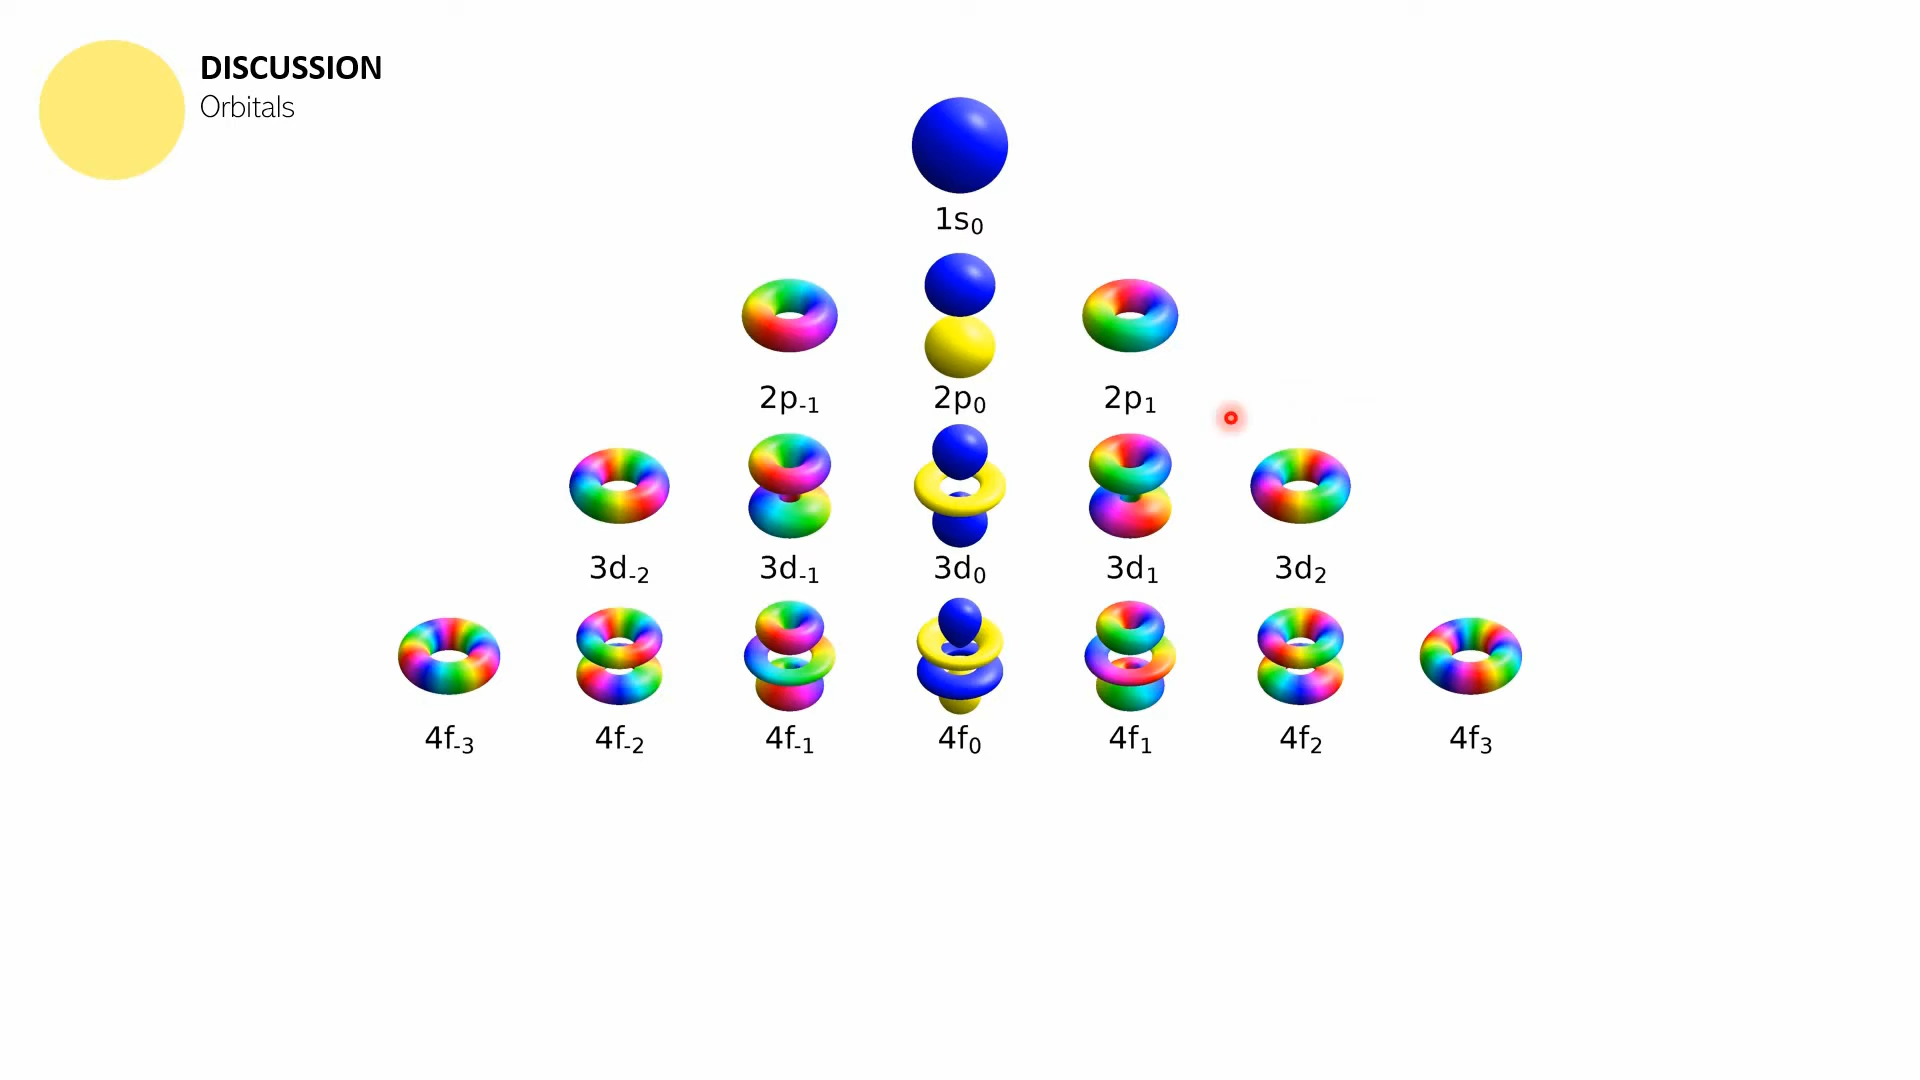 DISCUSSION
Orbitals
1s₀
2p₋₁ 2p₀ 2p₁
3d₋₂ 3d₋₁ 3d₀ 3d₁ 3d₂
4f₋₃ 4f₋₂ 4f₋₁ 4f₀ 4f₁ 4f₂ 4f₃